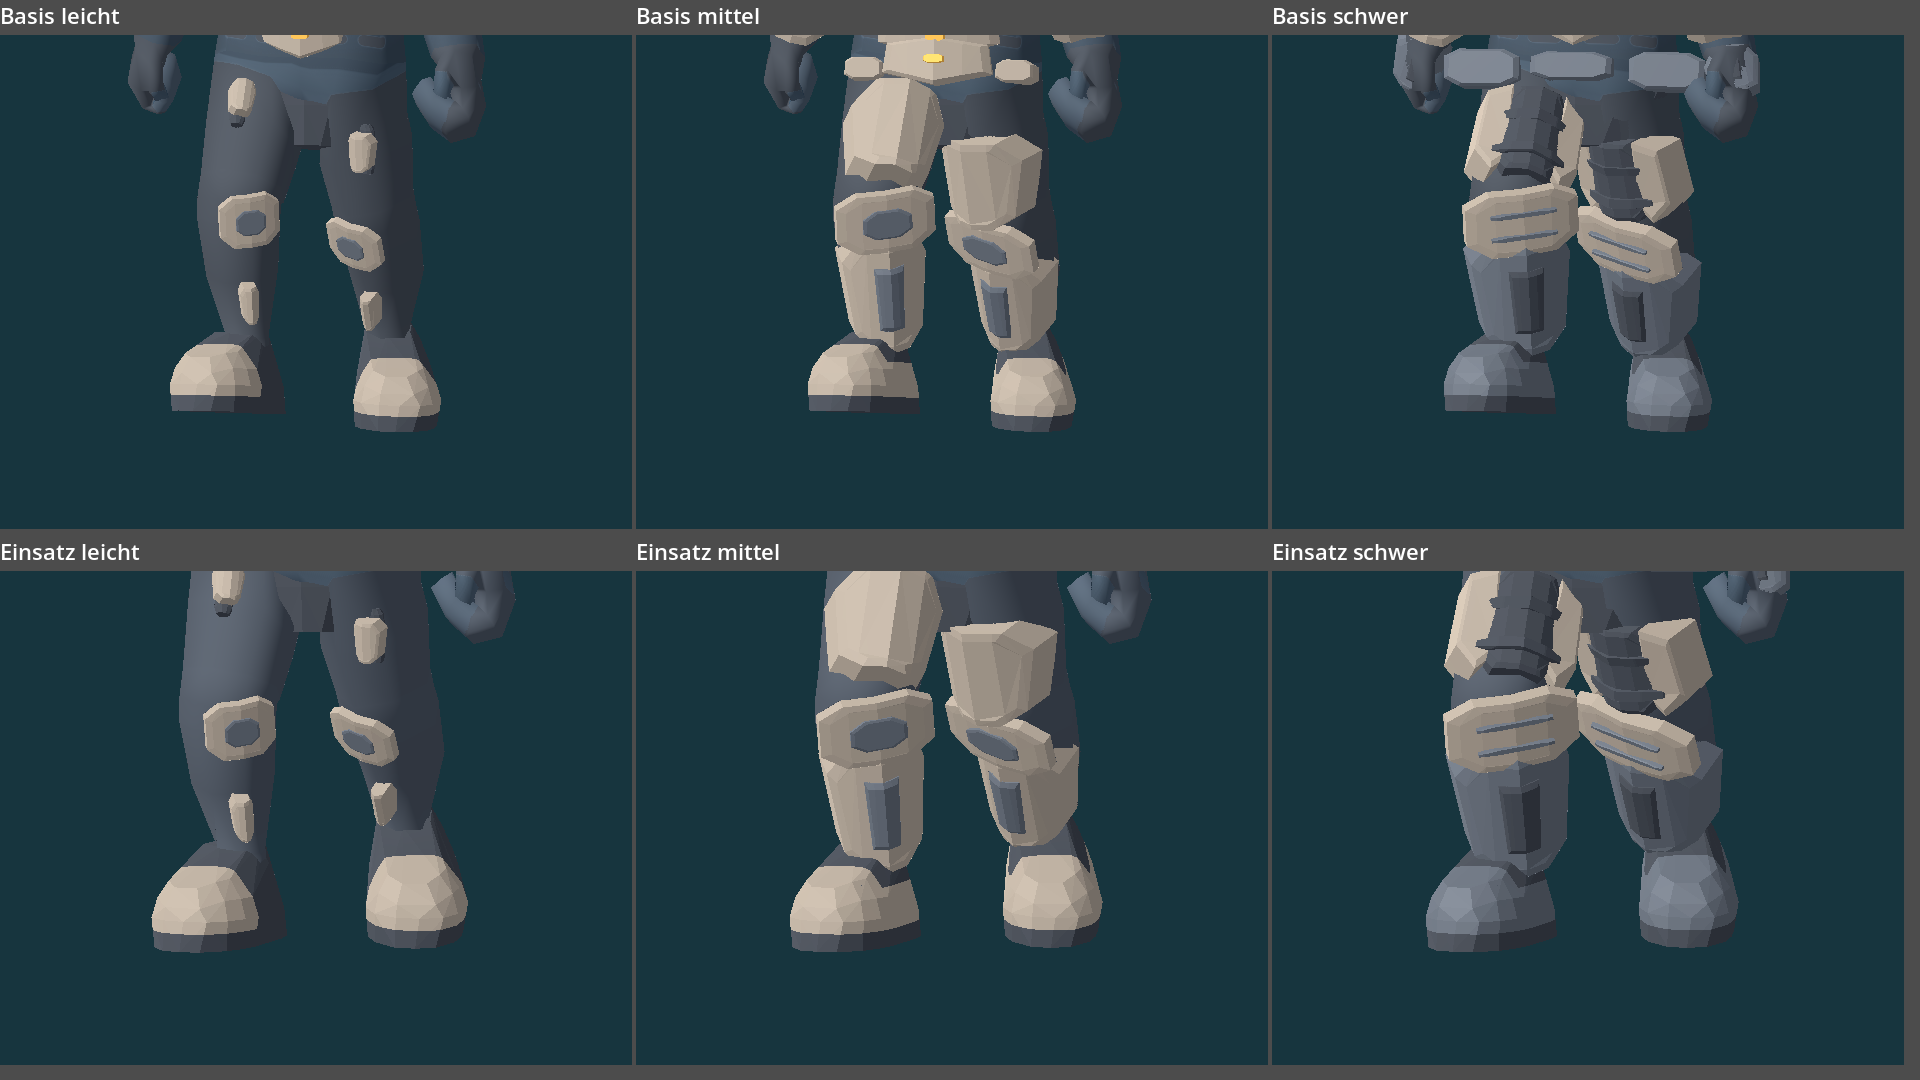 Basis leicht
Basis mittel
Basis schwer
Einsatz leicht
Einsatz mittel
Einsatz schwer